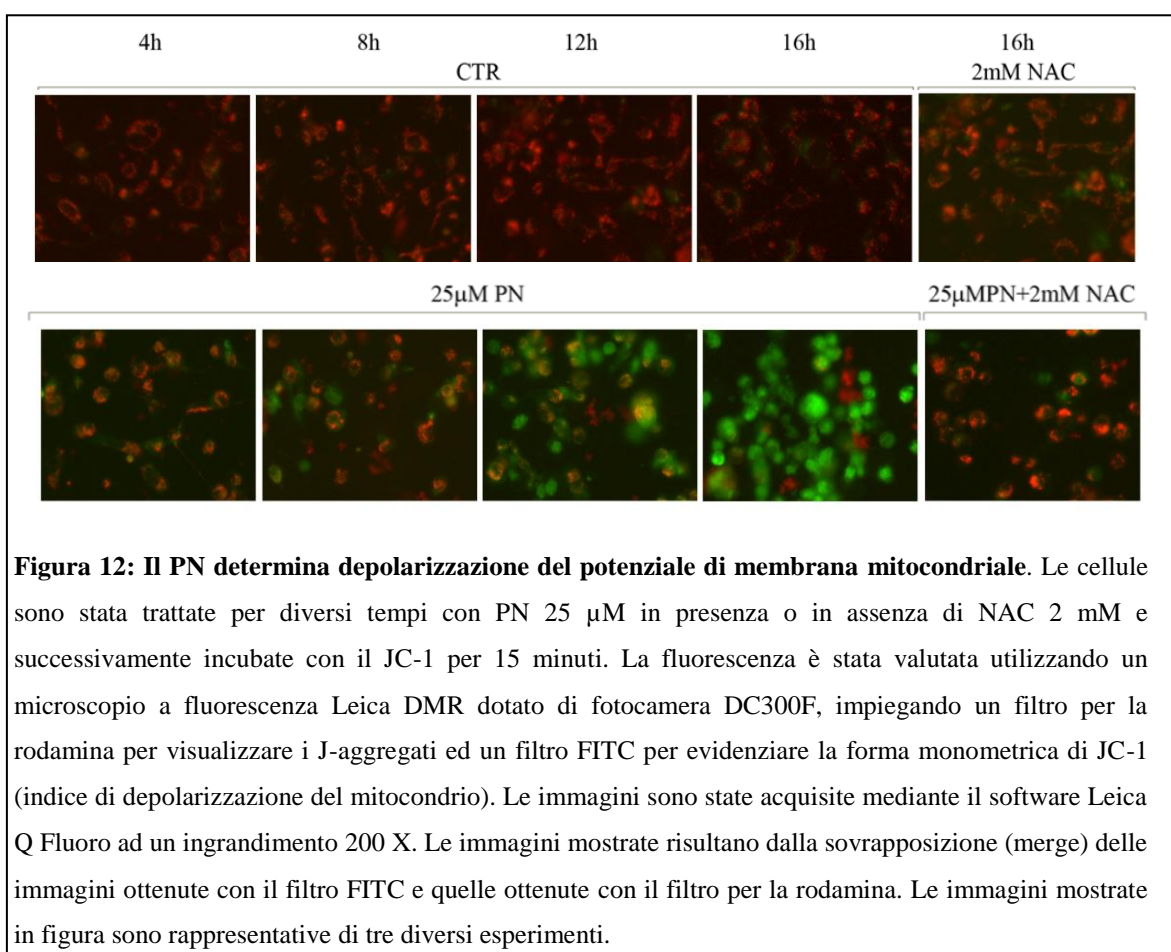 4h 8h 12h 16h 16h
CTR 2mM NAC
25μM PN 25μMPN+2mM NAC
Figura 12: Il PN determina depolarizzazione del potenziale di membrana mitocondriale. Le cellule
sono stata trattate per diversi tempi con PN 25 µM in presenza o in assenza di NAC 2 mM e
successivamente incubate con il JC-1 per 15 minuti. La fluorescenza è stata valutata utilizzando un
microscopio a fluorescenza Leica DMR dotato di fotocamera DC300F, impiegando un filtro per la
rodamina per visualizzare i J-aggregati ed un filtro FITC per evidenziare la forma monometrica di JC-1
(indice di depolarizzazione del mitocondrio). Le immagini sono state acquisite mediante il software Leica
Q Fluoro ad un ingrandimento 200 X. Le immagini mostrate risultano dalla sovrapposizione (merge) delle
immagini ottenute con il filtro FITC e quelle ottenute con il filtro per la rodamina. Le immagini mostrate
in figura sono rappresentative di tre diversi esperimenti.